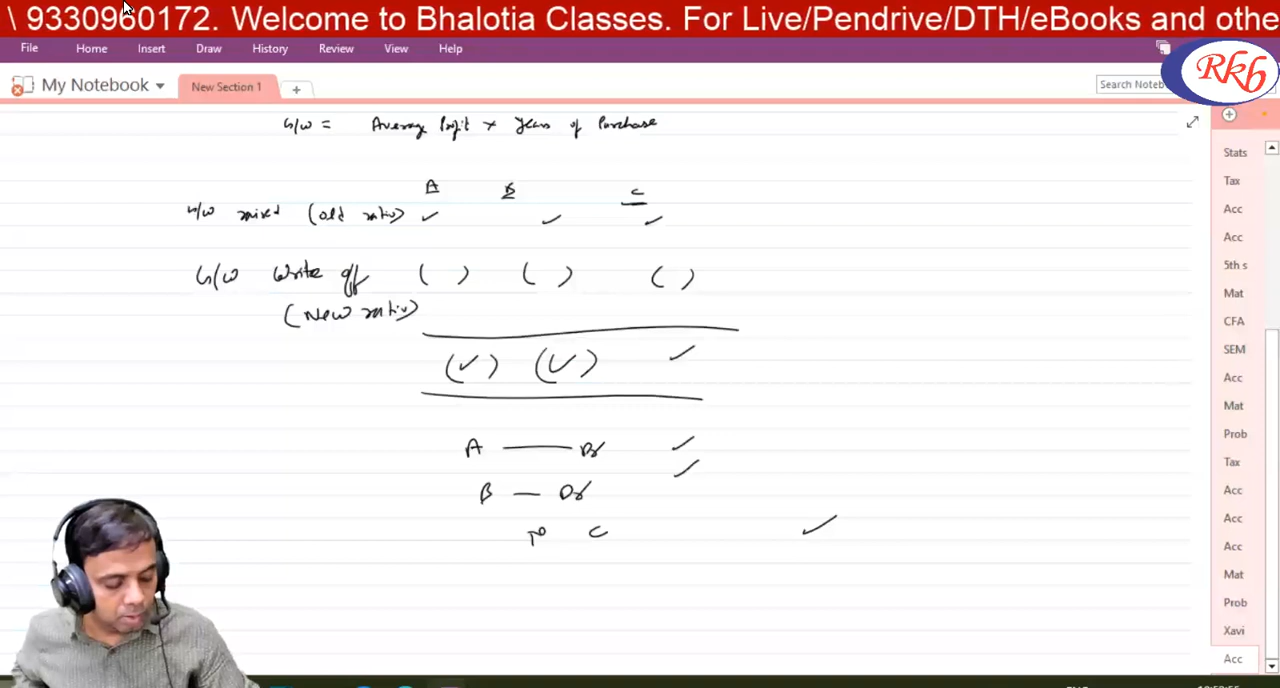 \ 9330960172. Welcome to Bhalotia Classes. For Live/Pendrive/DTH/eBooks and othe
File Home Insert Draw History Review View Help
Rkb
My Notebook New Section 1 +
Search Noteb
G/W = Average Profit × Years of Purchase
A B C
G/W raised (old ratio) ✓ ✓ ✓
G/W Write off ( ) ( ) ( )
(New ratio)
(✓) (✓) ✓
A — Dr ✓
B — Dr ✓
To C ✓
Stats
Tax
Acc
Acc
5th s
Mat
CFA
SEM
Acc
Mat
Prob
Tax
Acc
Acc
Acc
Mat
Prob
Xavi
Acc